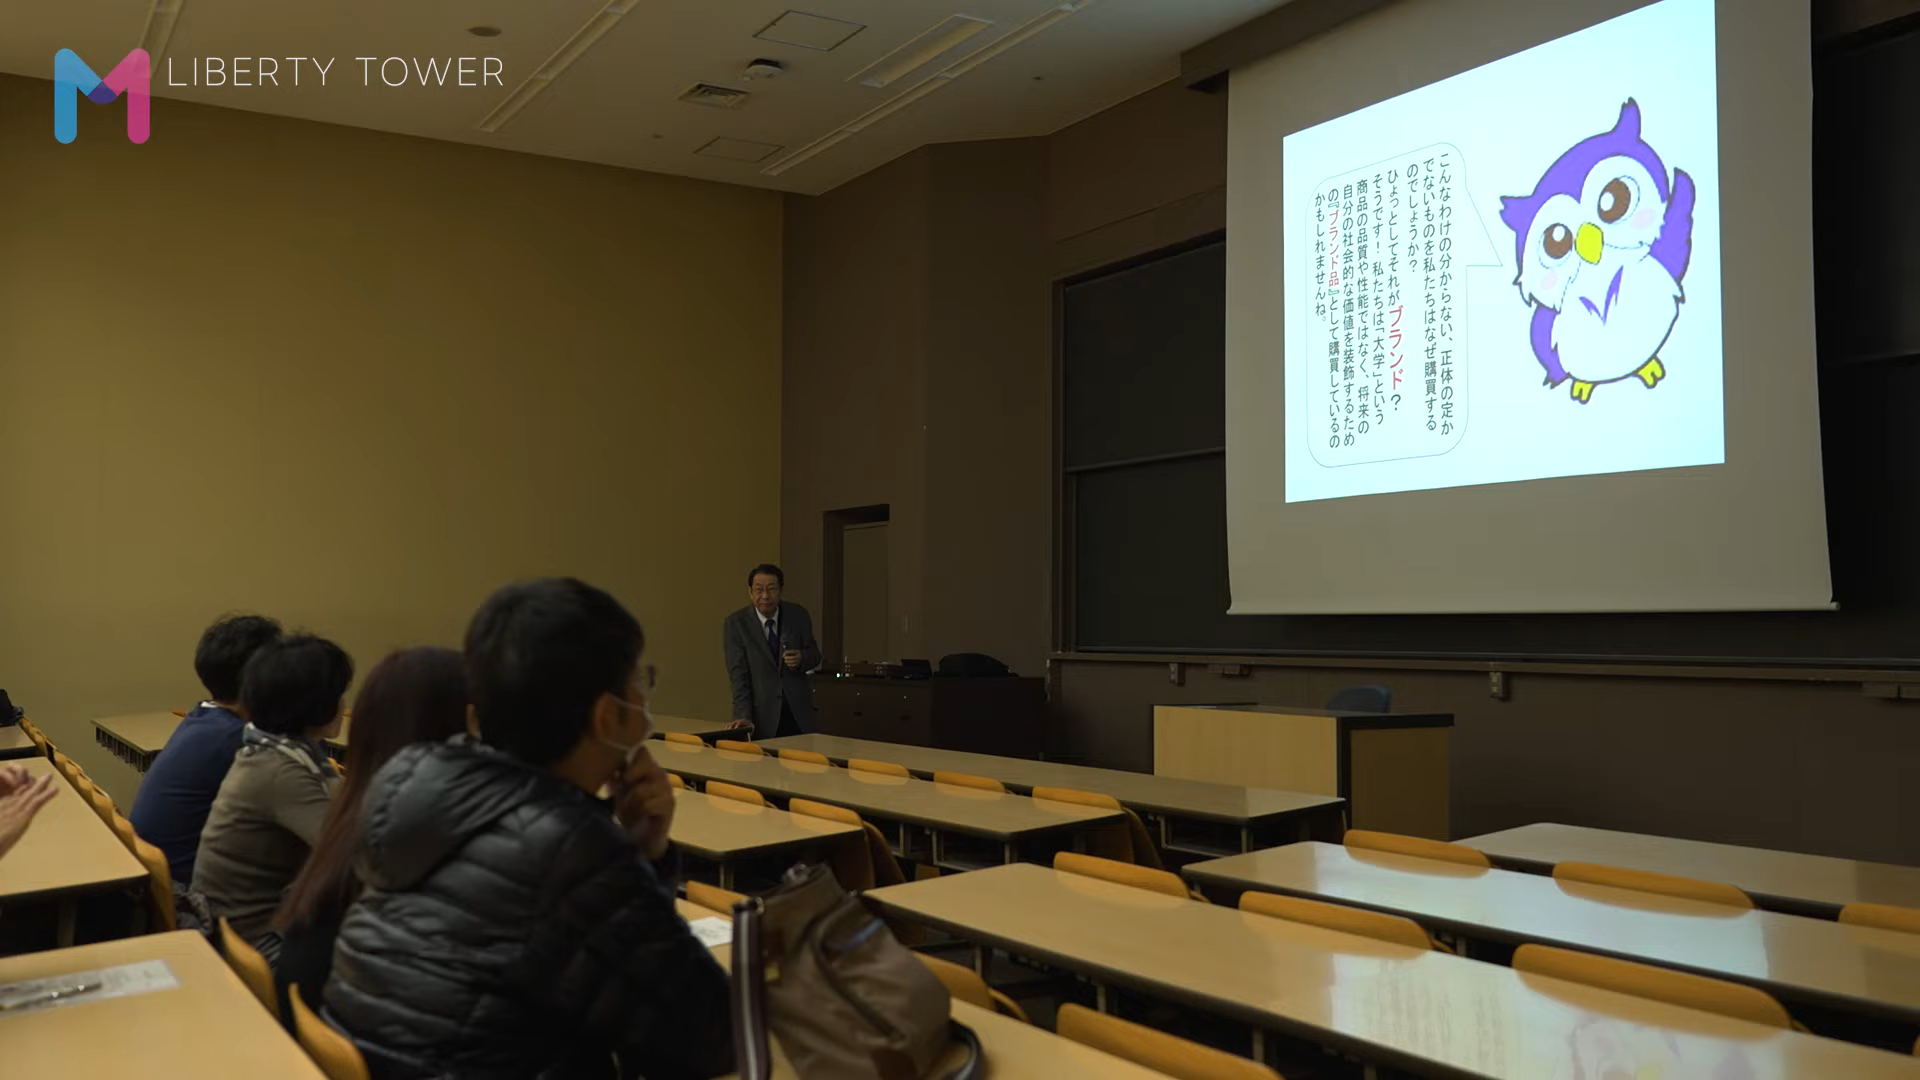 LIBERTY TOWER
こんなわけの分からない、正体の定か
でないものを私たちはなぜ購買する
のでしょうか？
ひょっとしてそれがブランド？
そうです！私たちは「大学」という
商品の品質や性能ではなく、将来の
自分の社会的な価値を装飾するため
の『ブランド品』として購買しているの
かもしれませんね。